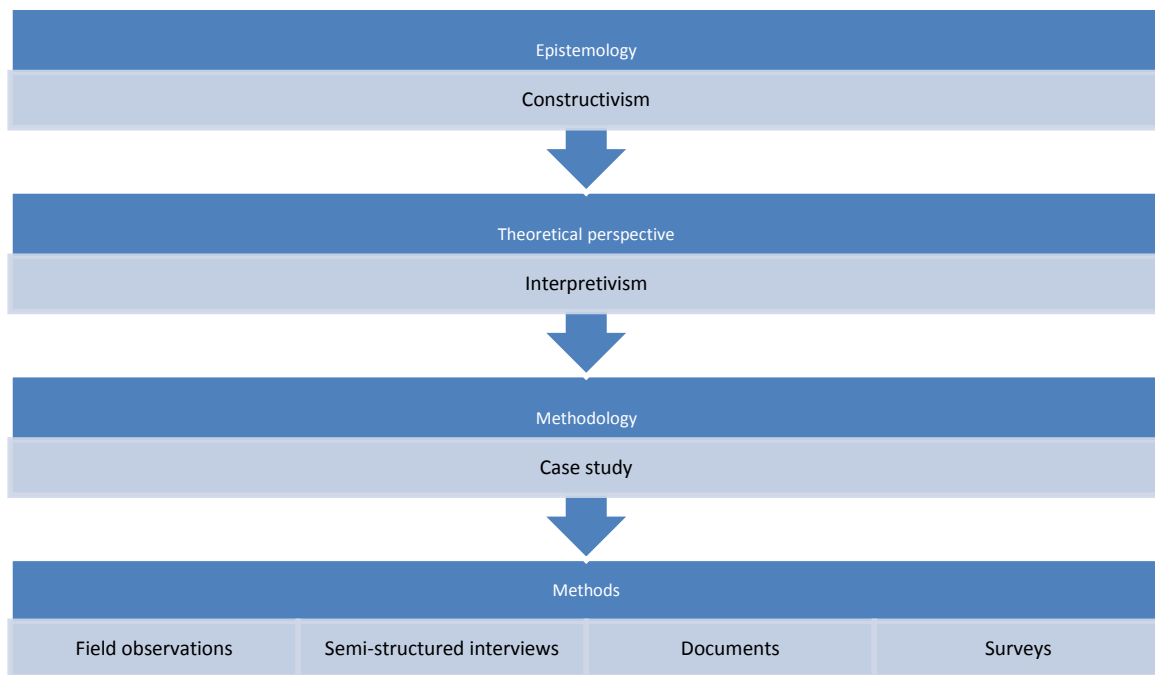 Epistemology
Constructivism
Theoretical perspective
Interpretivism
Methodology
Case study
Methods
Field observations
Semi-structured interviews
Documents
Surveys